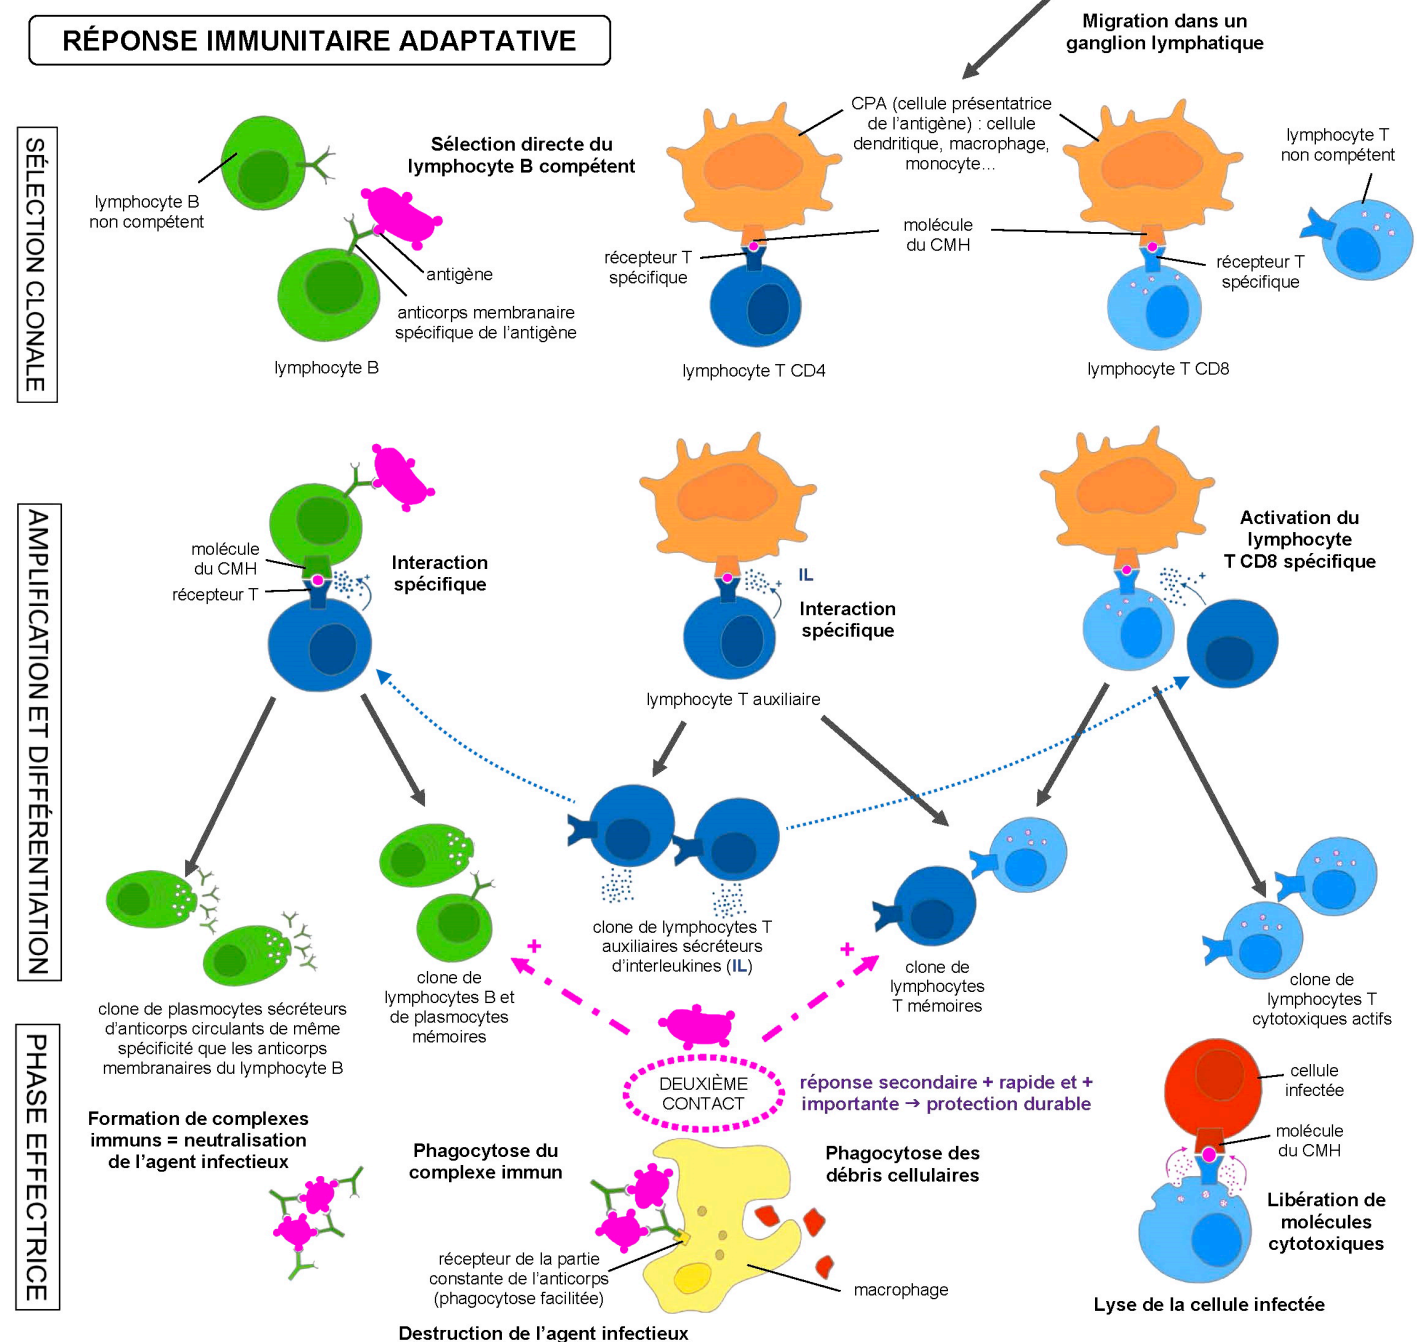 RÉPONSE IMMUNITAIRE ADAPTATIVE
Migration dans un
ganglion lymphatique
SÉLECTION CLONALE
lymphocyte B
non compétent
Sélection directe du
lymphocyte B compétent
antigène
anticorps membranaire
spécifique de l'antigène
lymphocyte B
CPA (cellule présentatrice
de l'antigène) : cellule
dendritique, macrophage,
monocyte...
molécule
du CMH
récepteur T
spécifique
lymphocyte T CD4
récepteur T
spécifique
lymphocyte T CD8
lymphocyte T
non compétent
AMPLIFICATION ET DIFFÉRENTIATION
molécule
du CMH
récepteur T
+
Interaction
spécifique
+
IL
Interaction
spécifique
lymphocyte T auxiliaire
+
Activation du
lymphocyte
T CD8 spécifique
clone de plasmocytes sécréteurs
d'anticorps circulants de même
spécificité que les anticorps
membranaires du lymphocyte B
clone de
lymphocytes B et
de plasmocytes
mémoires
clone de lymphocytes T
auxiliaires sécréteurs
d'interleukines (IL)
clone de
lymphocytes
T mémoires
clone de
lymphocytes T
cytotoxiques actifs
+
+
PHASE EFFECTRICE
DEUXIÈME
CONTACT
réponse secondaire + rapide et +
importante → protection durable
Formation de complexes
immuns = neutralisation
de l'agent infectieux
Phagocytose du
complexe immun
récepteur de la partie
constante de l'anticorps
(phagocytose facilitée)
Destruction de l'agent infectieux
Phagocytose des
débris cellulaires
macrophage
cellule
infectée
molécule
du CMH
Libération de
molécules
cytotoxiques
Lyse de la cellule infectée